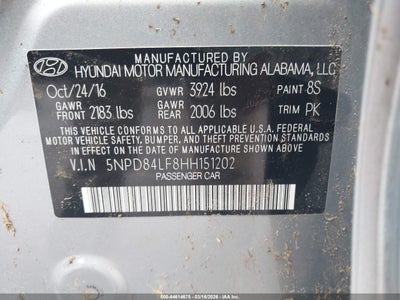 MANUFACTURED BY
HYUNDAI MOTOR MANUFACTURING ALABAMA, LLC
Oct/24/16 GVWR 3924 lbs PAINT 8S
GAWR FRONT 2183 lbs GAWR REAR 2006 lbs TRIM PK
THIS VEHICLE CONFORMS TO ALL APPLICABLE U.S. FEDERAL
MOTOR VEHICLE SAFETY, BUMPER, AND THEFT PREVENTION
STANDARDS IN EFFECT ON THE DATE OF MANUFACTURE SHOWN ABOVE.
V.I.N 5NPD84LF8HH151202
PASSENGER CAR